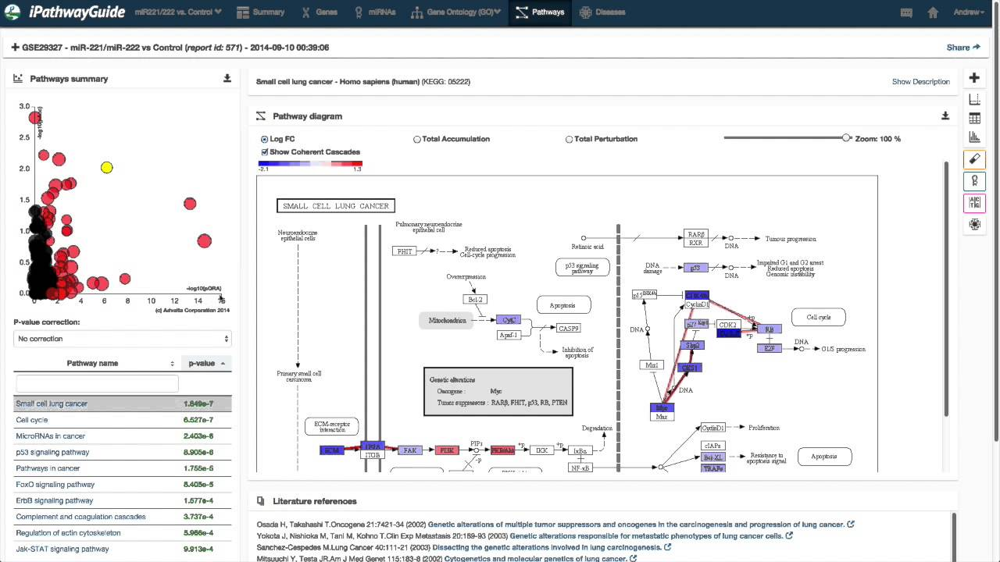 iPathwayGuide
miR221/222 vs. Control
Summary
Genes
miRNAs
Gene Ontology (GO)
Pathways
Diseases
Andrew
GSE29327 - miR-221/miR-222 vs Control (report id: 571) - 2014-09-10 00:39:06
Share
Pathways summary
3.0
2.5
2.0
1.5
1.0
0.5
0.0
0 2 4 6 8 10 12 14
-log10(pORA)
(c) Advaita Corporation 2014
P-value correction:
No correction
Pathway name p-value
Small cell lung cancer 1.849e-7
Cell cycle 6.527e-7
MicroRNAs in cancer 2.403e-6
p53 signaling pathway 8.905e-6
Pathways in cancer 1.755e-5
FoxO signaling pathway 8.405e-5
ErbB signaling pathway 1.577e-4
Complement and coagulation cascades 3.737e-4
Regulation of actin cytoskeleton 5.966e-4
Jak-STAT signaling pathway 9.913e-4
Small cell lung cancer - Homo sapiens (human) (KEGG: 05222)
Show Description
Pathway diagram
Log FC
Total Accumulation
Total Perturbation
Zoom: 100 %
Show Coherent Cascades
-2.1 1.3
SMALL CELL LUNG CANCER
Neuroendocrine
epithelial cells
Pulmonary neuroendocrine
epithelial cell
FHIT
?
Reduced apoptosis
Cell-cycle progression
Overexpression
Bcl-2
Mitochondrion
CytC
Apaf-1
CASP9
Inhibition of
apoptosis
p53 signaling
pathway
Apoptosis
Retinoic acid
RARβ
RXR
DNA
Tumour progression
DNA
damage
p53
DNA
Impaired G1 and G2 arrest
Reduced apoptosis
Genomic instability
p15INK4b
CyclinD1
p27
CDK2
+p
+p
RB
E2F
Cell cycle
DNA
G1/S progression
DNA
Skp2
CKS1
Miz1
DNA
Myc
Max
Primary small cell
carcinoma
Genetic alterations
Oncogene : Myc
Tumor suppressors : RARβ, FHIT, p53, RB, PTEN
ECM-receptor
interaction
ECM
ITGA
ITGB
FAK
PI3K
PIP3
-p
+p
PKB/Akt
IKK
+p
IκBα
NF-κB
Degradation
CyclinD1
Proliferation
cIAPs
Bcl-XL
TRAFs
Resistance to
apoptosis signal
Apoptosis
Literature references
Osada H, Takahashi T.Oncogene 21:7421-34 (2002) Genetic alterations of multiple tumor suppressors and oncogenes in the carcinogenesis and progression of lung cancer.
Yokota J, Nishioka M, Tani M, Kohno T.Clin Exp Metastasis 20:189-93 (2003) Genetic alterations responsible for metastatic phenotypes of lung cancer cells.
Sanchez-Cespedes M.Lung Cancer 40:111-21 (2003) Dissecting the genetic alterations involved in lung carcinogenesis.
Mitsuuchi Y, Testa JR.Am J Med Genet 115:183-8 (2002) Cytogenetics and molecular genetics of lung cancer.